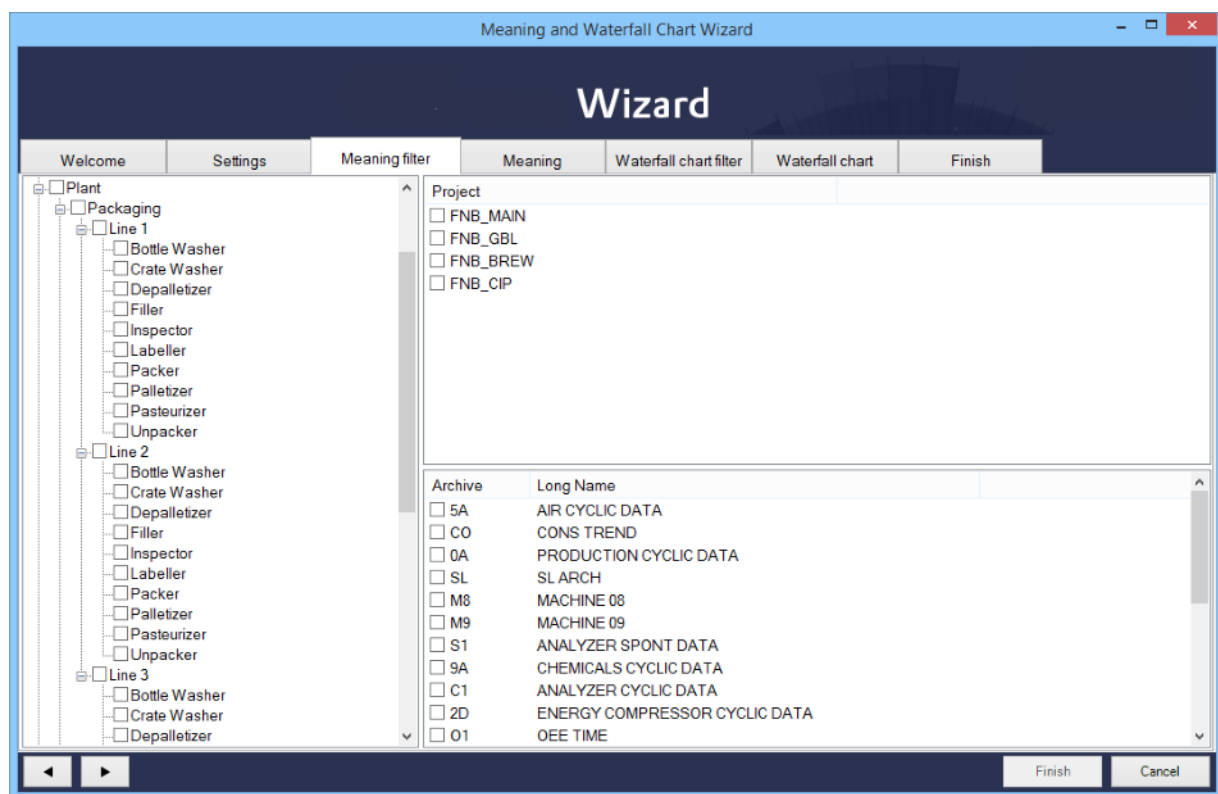 Meaning and Waterfall Chart Wizard
Wizard
Welcome Settings Meaning filter Meaning Waterfall chart filter Waterfall chart Finish
Plant
Packaging
Line 1
Bottle Washer
Crate Washer
Depalletizer
Filler
Inspector
Labeller
Packer
Palletizer
Pasteurizer
Unpacker
Line 2
Bottle Washer
Crate Washer
Depalletizer
Filler
Inspector
Labeller
Packer
Palletizer
Pasteurizer
Unpacker
Line 3
Bottle Washer
Crate Washer
Depalletizer
Project
FNB_MAIN
FNB_GBL
FNB_BREW
FNB_CIP
Archive Long Name
5A AIR CYCLIC DATA
CO CONS TREND
0A PRODUCTION CYCLIC DATA
SL SL ARCH
M8 MACHINE 08
M9 MACHINE 09
S1 ANALYZER SPONT DATA
9A CHEMICALS CYCLIC DATA
C1 ANALYZER CYCLIC DATA
2D ENERGY COMPRESSOR CYCLIC DATA
O1 OEE TIME
Finish Cancel